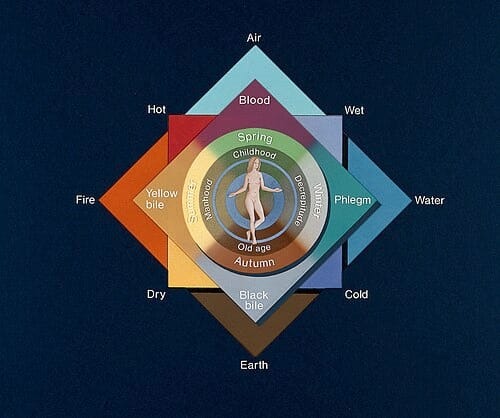 Air
Hot
Blood
Wet
Spring
Childhood
Fire
Yellow
bile
Summer
Manhood
Decrepitude
Winter
Phlegm
Water
Old age
Autumn
Dry
Black
bile
Cold
Earth